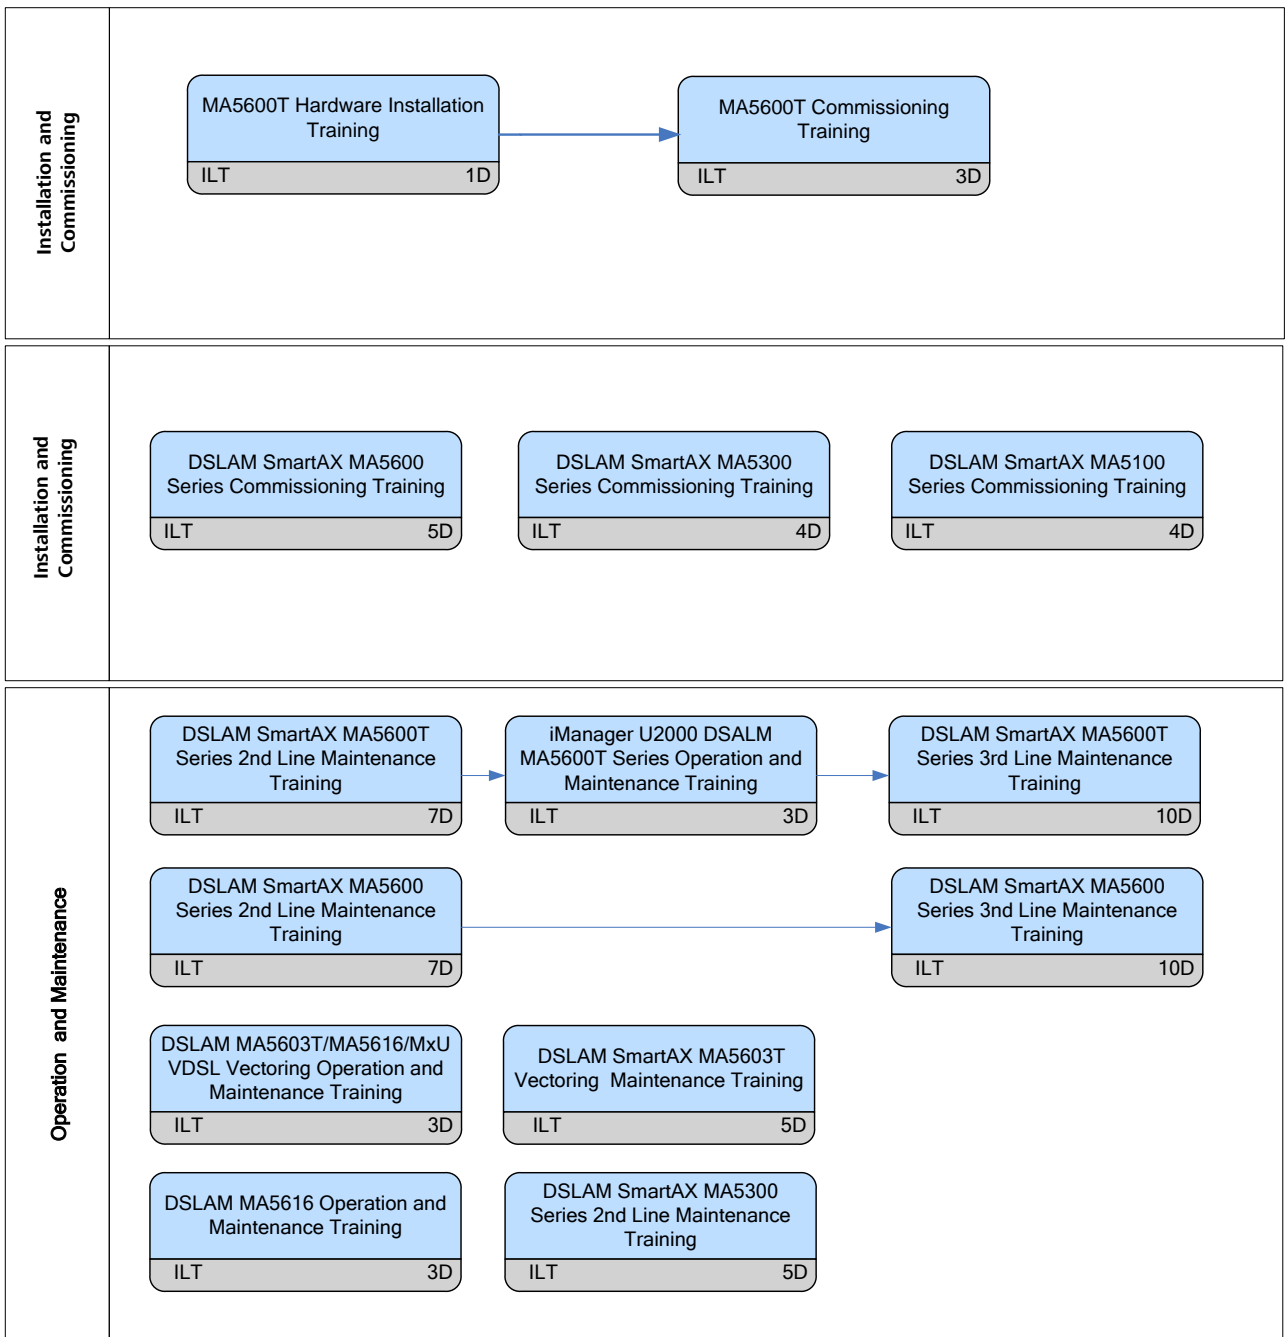 Installation and
Commissioning
MA5600T Hardware Installation
Training
ILT 1D
MA5600T Commissioning
Training
ILT 3D
Installation and
Commissioning
DSLAM SmartAX MA5600
Series Commissioning Training
ILT 5D
DSLAM SmartAX MA5300
Series Commissioning Training
ILT 4D
DSLAM SmartAX MA5100
Series Commissioning Training
ILT 4D
Operation and Maintenance
DSLAM SmartAX MA5600T
Series 2nd Line Maintenance
Training
ILT 7D
iManager U2000 DSALM
MA5600T Series Operation and
Maintenance Training
ILT 3D
DSLAM SmartAX MA5600T
Series 3rd Line Maintenance
Training
ILT 10D
DSLAM SmartAX MA5600
Series 2nd Line Maintenance
Training
ILT 7D
DSLAM SmartAX MA5600
Series 3nd Line Maintenance
Training
ILT 10D
DSLAM MA5603T/MA5616/MxU
VDSL Vectoring Operation and
Maintenance Training
ILT 3D
DSLAM SmartAX MA5603T
Vectoring Maintenance Training
ILT 5D
DSLAM MA5616 Operation and
Maintenance Training
ILT 3D
DSLAM SmartAX MA5300
Series 2nd Line Maintenance
Training
ILT 5D